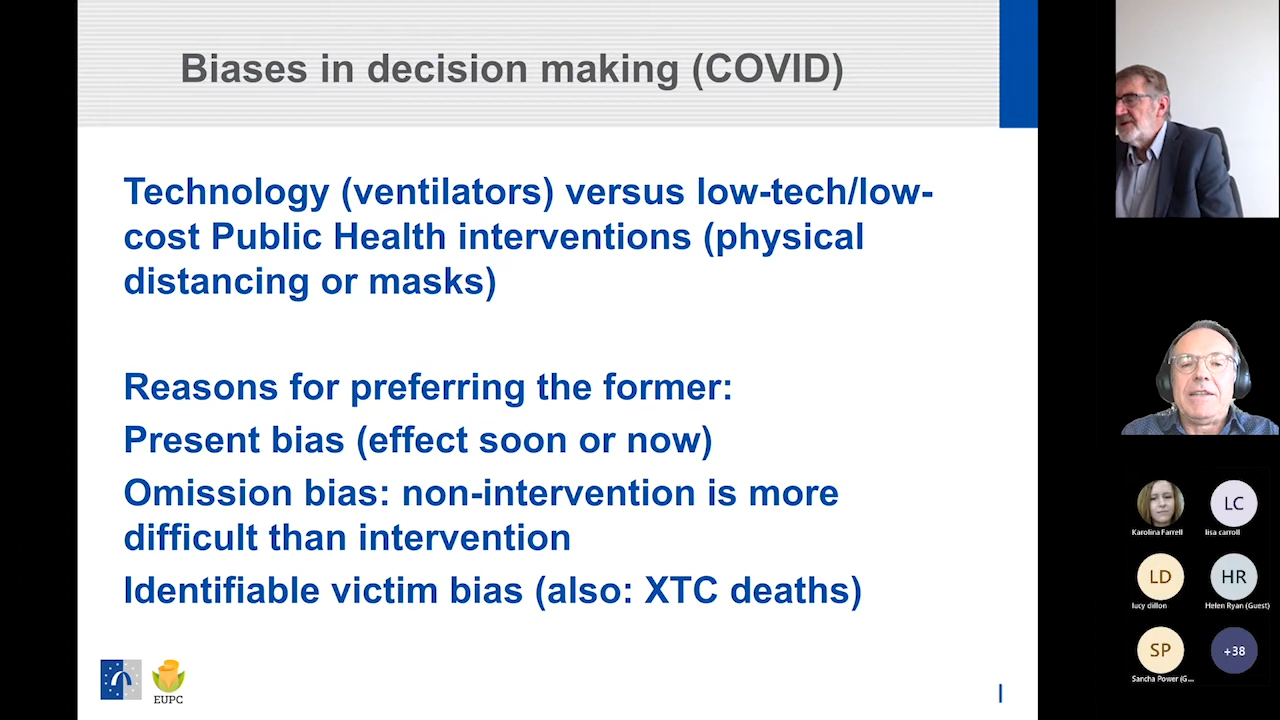 Biases in decision making (COVID)
Technology (ventilators) versus low-tech/low-
cost Public Health interventions (physical
distancing or masks)
Reasons for preferring the former:
Present bias (effect soon or now)
Omission bias: non-intervention is more
difficult than intervention
Identifiable victim bias (also: XTC deaths)
EUPC
Karolina Farrell
LC
lisa carroll
LD
lucy dillon
HR
Helen Ryan (Guest)
SP
Sancha Power (G...
+38